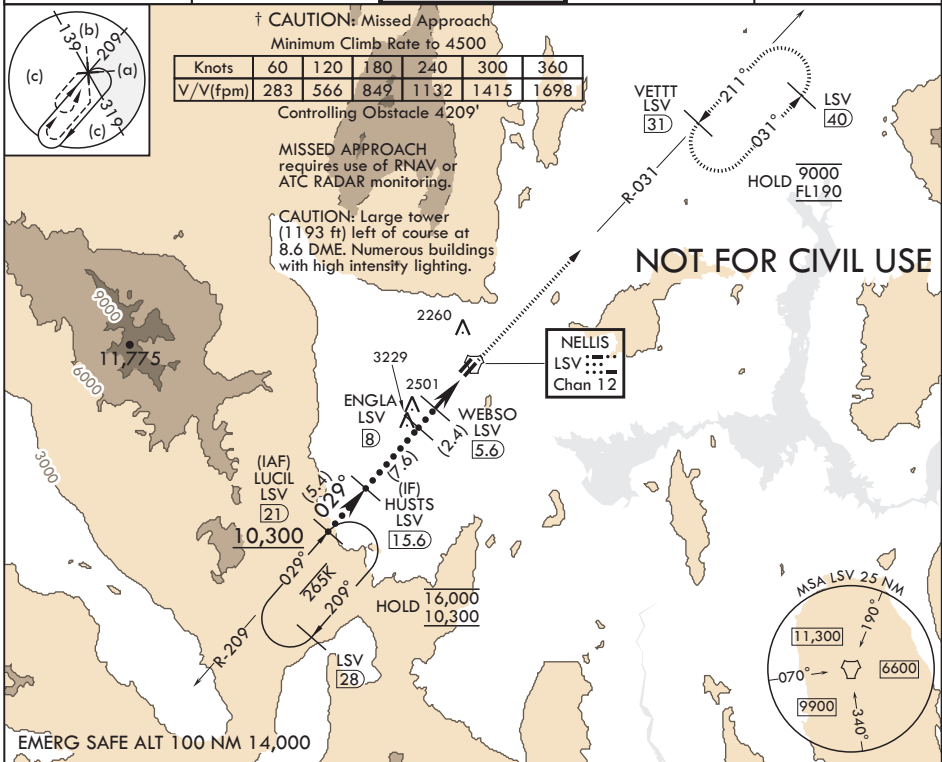 † CAUTION: Missed Approach
Minimum Climb Rate to 4500
Knots 60 120 180 240 300 360
V/V(fpm) 283 566 849 1132 1415 1698
Controlling Obstacle 4209'
(b)
139
209
(a)
(c)
319
(c)
MISSED APPROACH
requires use of RNAV or
ATC RADAR monitoring.
CAUTION: Large tower
(1193 ft) left of course at
8.6 DME. Numerous buildings
with high intensity lighting.
VETTT
LSV
31
211°
031°
LSV
40
R-031
HOLD 9000
FL190
NOT FOR CIVIL USE
9000
11,775
6000
3000
2260
3229
2501
NELLIS
LSV
Chan 12
ENGLA
LSV
8
WEBSO
LSV
5.6
(2.4)
(7.6)
(IAF)
LUCIL
LSV
21
10,300
(5.4)
029°
(IF)
HUSTS
LSV
15.6
029°
265K
209°
HOLD 16,000
10,300
R-209
LSV
28
MSA LSV 25 NM
190°
11,300
070°
6600
9900
340°
EMERG SAFE ALT 100 NM 14,000